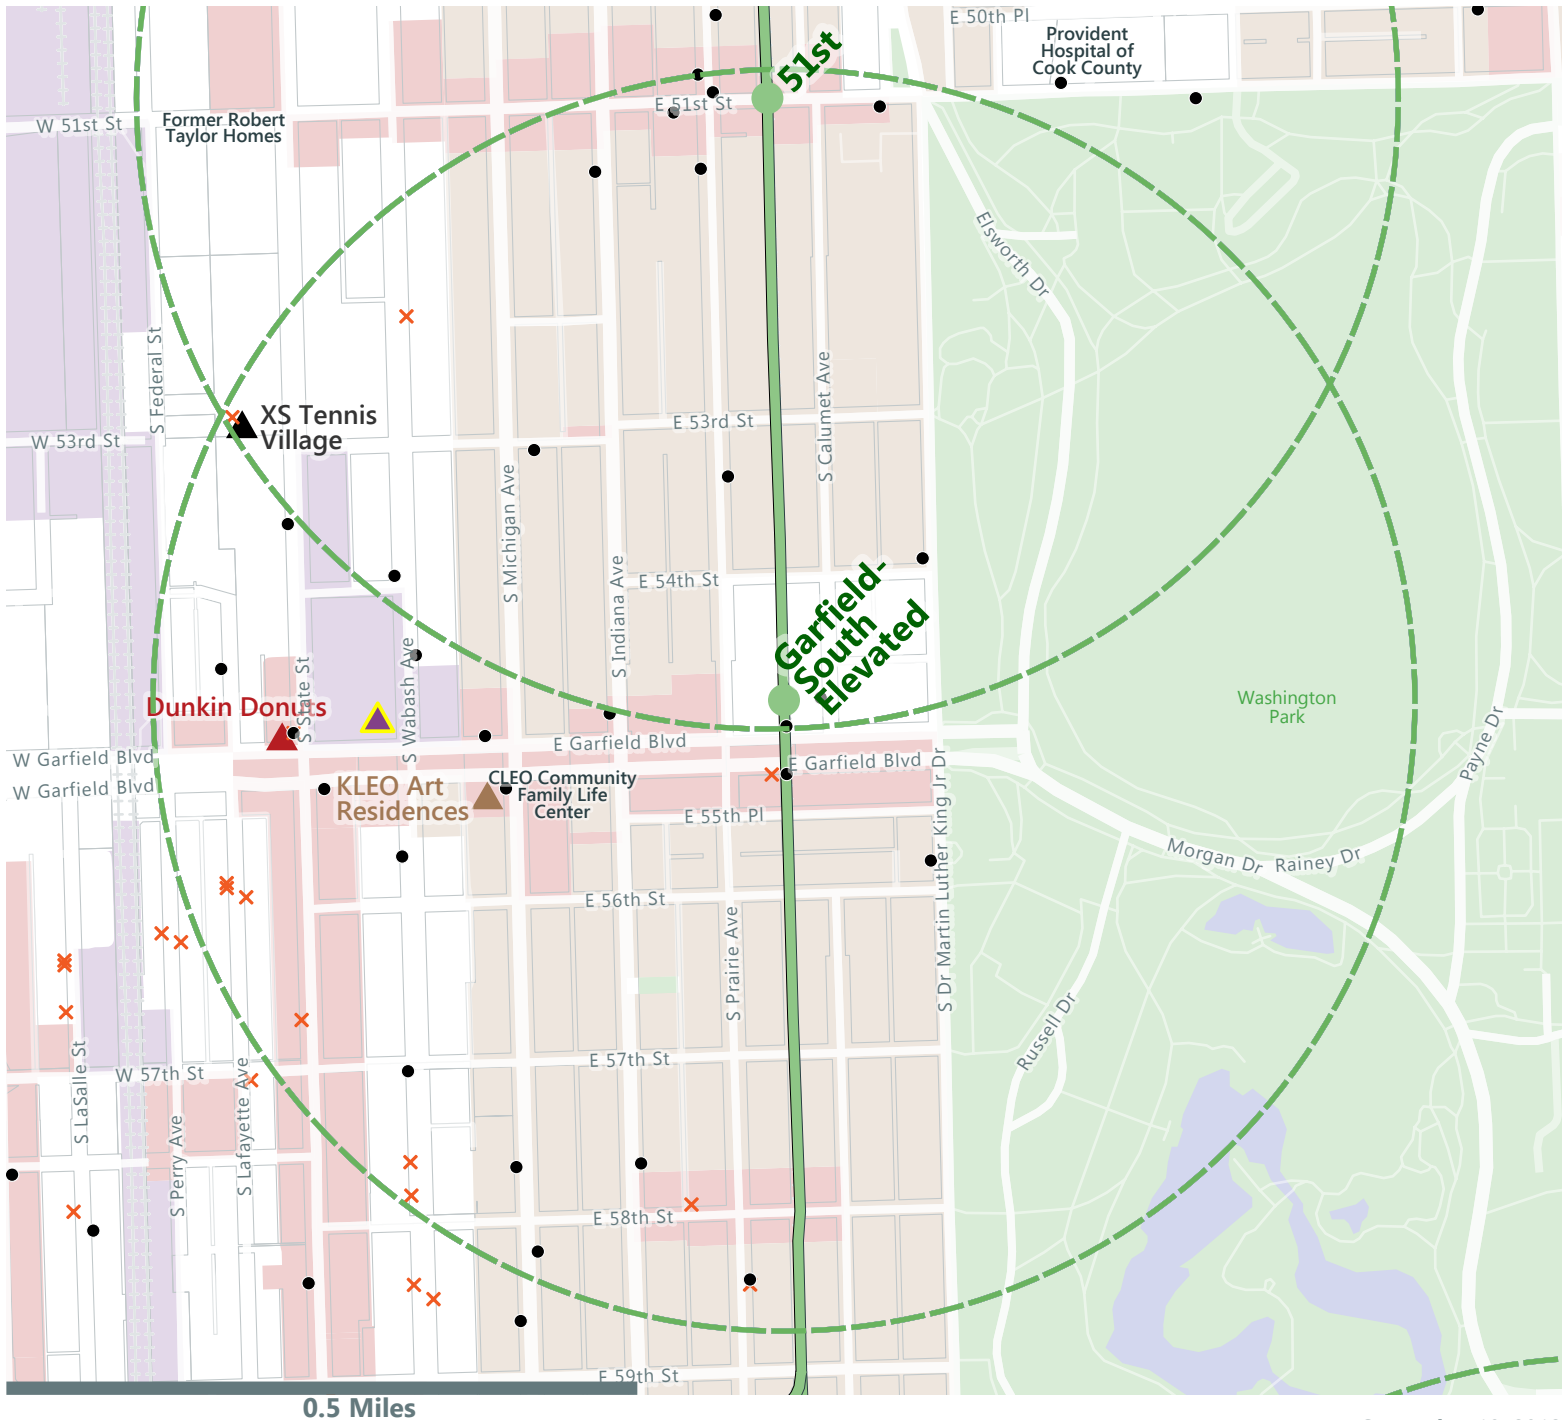 E 50th Pl
Provident
Hospital of
Cook County
51st
E 51st St
W 51st St
Former Robert
Taylor Homes
Elsworth Dr
S Federal St
S Calumet Ave
XS Tennis
Village
E 53rd St
W 53rd St
S Michigan Ave
S Indiana Ave
E 54th St
Garfield-
South
Elevated
S Wabash Ave
S State St
Dunkin Donuts
Washington
Park
Payne Dr
E Garfield Blvd
W Garfield Blvd
E Garfield Blvd
W Garfield Blvd
KLEO Art
Residences
CLEO Community
Family Life
Center
S Dr Martin Luther King Jr Dr
E 55th Pl
Morgan Dr
Rainey Dr
E 56th St
S Prairie Ave
Russell Dr
S LaSalle St
W 57th St
E 57th St
S Lafayette Ave
S Perry Ave
E 58th St
E 59th St
0.5 Miles